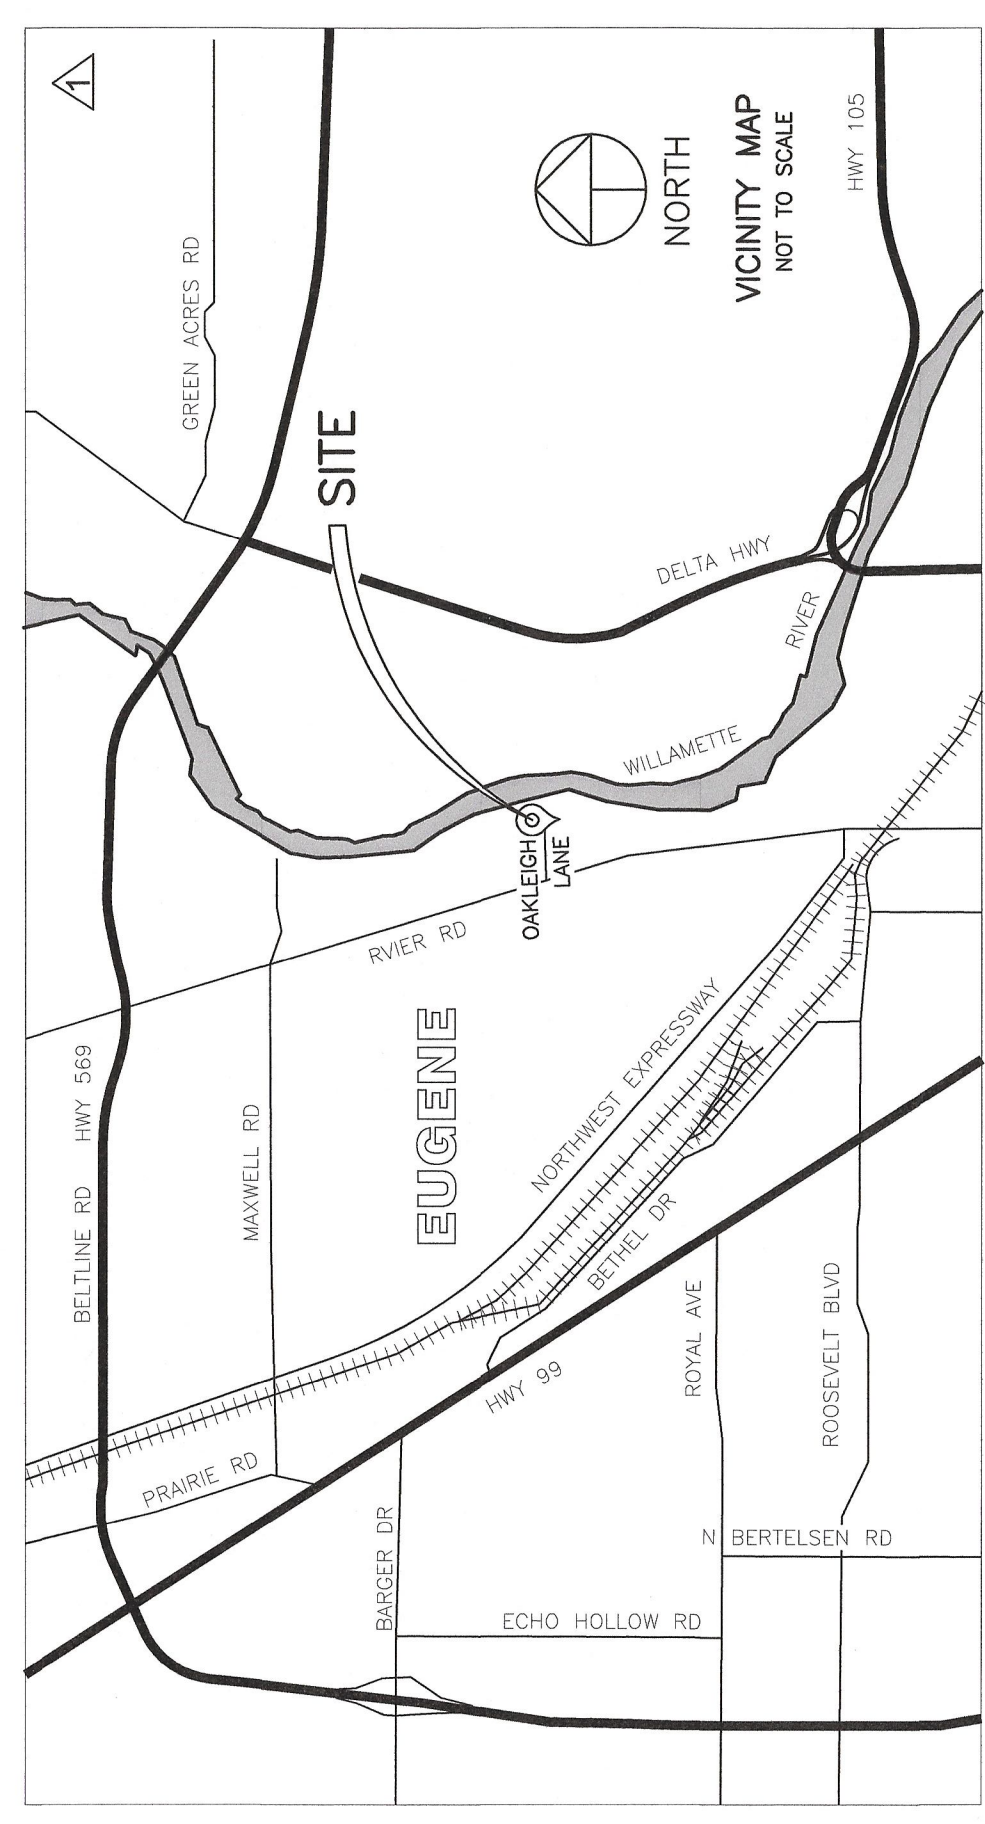 1
GREEN ACRES RD
NORTH
VICINITY MAP
NOT TO SCALE
HWY 105
SITE
DELTA HWY
RIVER
WILLAMETTE
OAKLEIGH
LANE
RVIER RD
BELTLINE RD HWY 569
MAXWELL RD
EUGENE
NORTHWEST EXPRESSWAY
BETHEL DR
HWY 99
ROYAL AVE
ROOSEVELT BLVD
PRAIRIE RD
BARGER DR
N BERTELSEN RD
ECHO HOLLOW RD